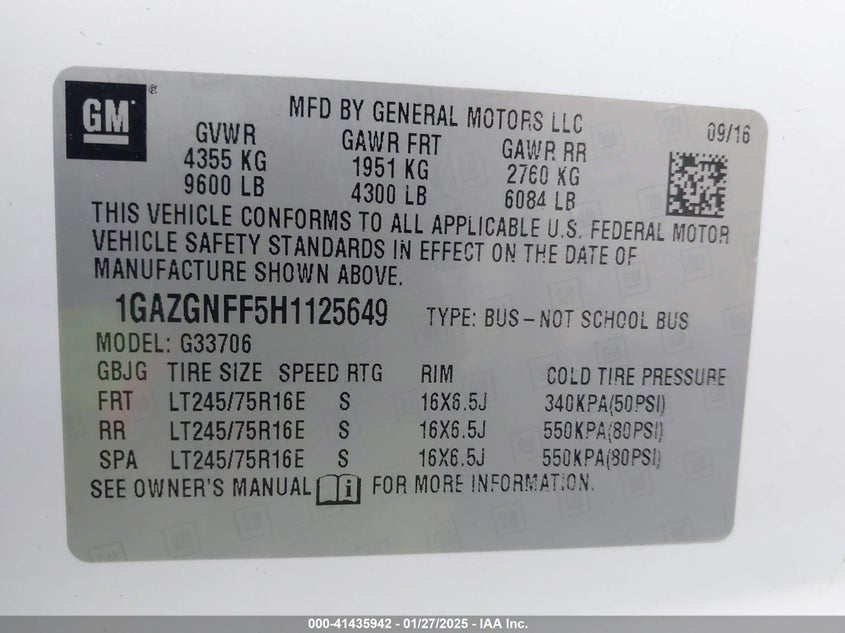 GM ®
MFD BY GENERAL MOTORS LLC 09/16
GVWR GAWR FRT GAWR RR
4355 KG 1951 KG 2760 KG
9600 LB 4300 LB 6084 LB
THIS VEHICLE CONFORMS TO ALL APPLICABLE U.S. FEDERAL MOTOR
VEHICLE SAFETY STANDARDS IN EFFECT ON THE DATE OF
MANUFACTURE SHOWN ABOVE.
1GAZGNFF5H1125649 TYPE: BUS-NOT SCHOOL BUS
MODEL: G33706
GBJG TIRE SIZE SPEED RTG RIM COLD TIRE PRESSURE
FRT LT245/75R16E S 16X6.5J 340KPA(50PSI)
RR LT245/75R16E S 16X6.5J 550KPA(80PSI)
SPA LT245/75R16E S 16X6.5J 550KPA(80PSI)
SEE OWNER'S MANUAL i FOR MORE INFORMATION.
000-41435942 - 01/27/2025 - IAA Inc.